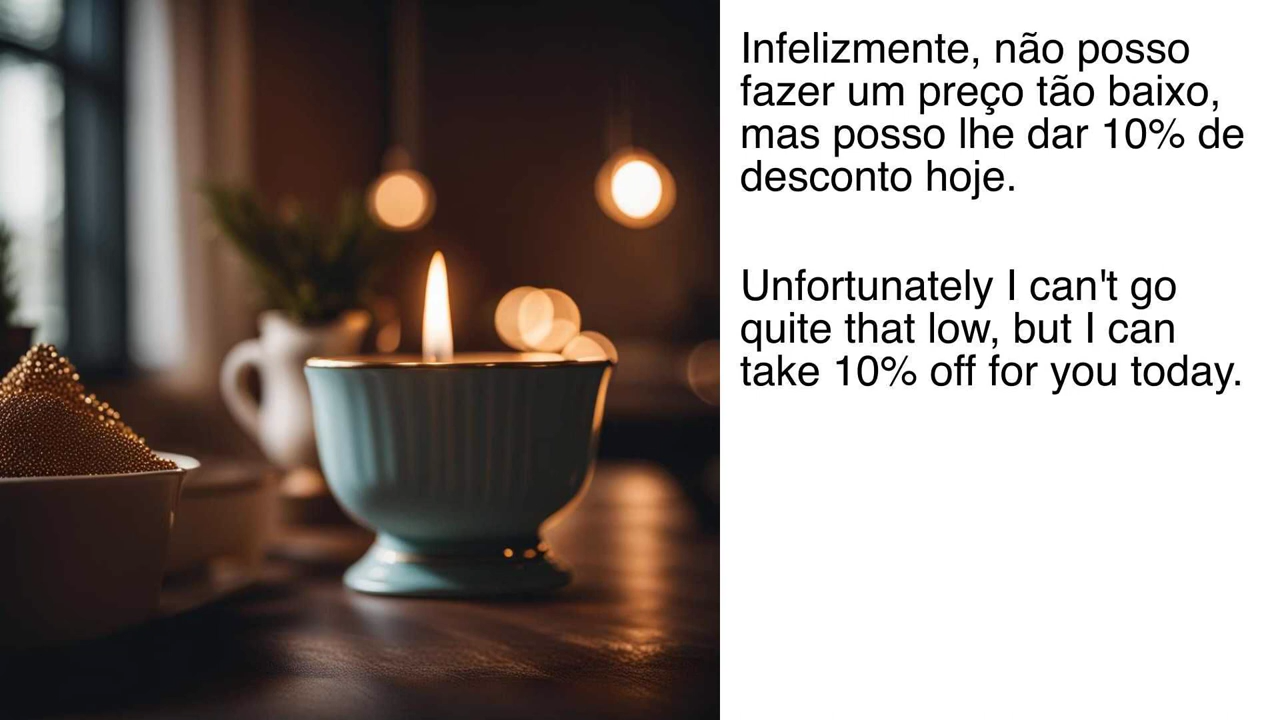 Infelizmente, não posso
fazer um preço tão baixo,
mas posso lhe dar 10% de
desconto hoje.
Unfortunately I can't go
quite that low, but I can
take 10% off for you today.